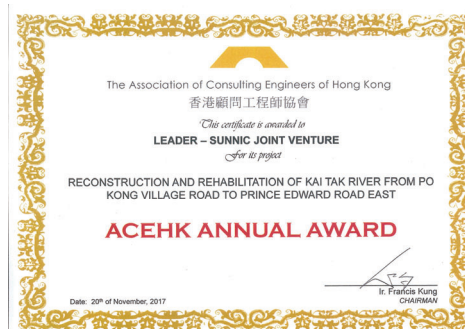 The Association of Consulting Engineers of Hong Kong
香港顧問工程師協會
This certificate is awarded to
LEADER – SUNNIC JOINT VENTURE
for its project
RECONSTRUCTION AND REHABILITATION OF KAI TAK RIVER FROM PO
KONG VILLAGE ROAD TO PRINCE EDWARD ROAD EAST
ACEHK ANNUAL AWARD
Ir. Francis Kung
Date: 20th of November, 2017
CHAIRMAN